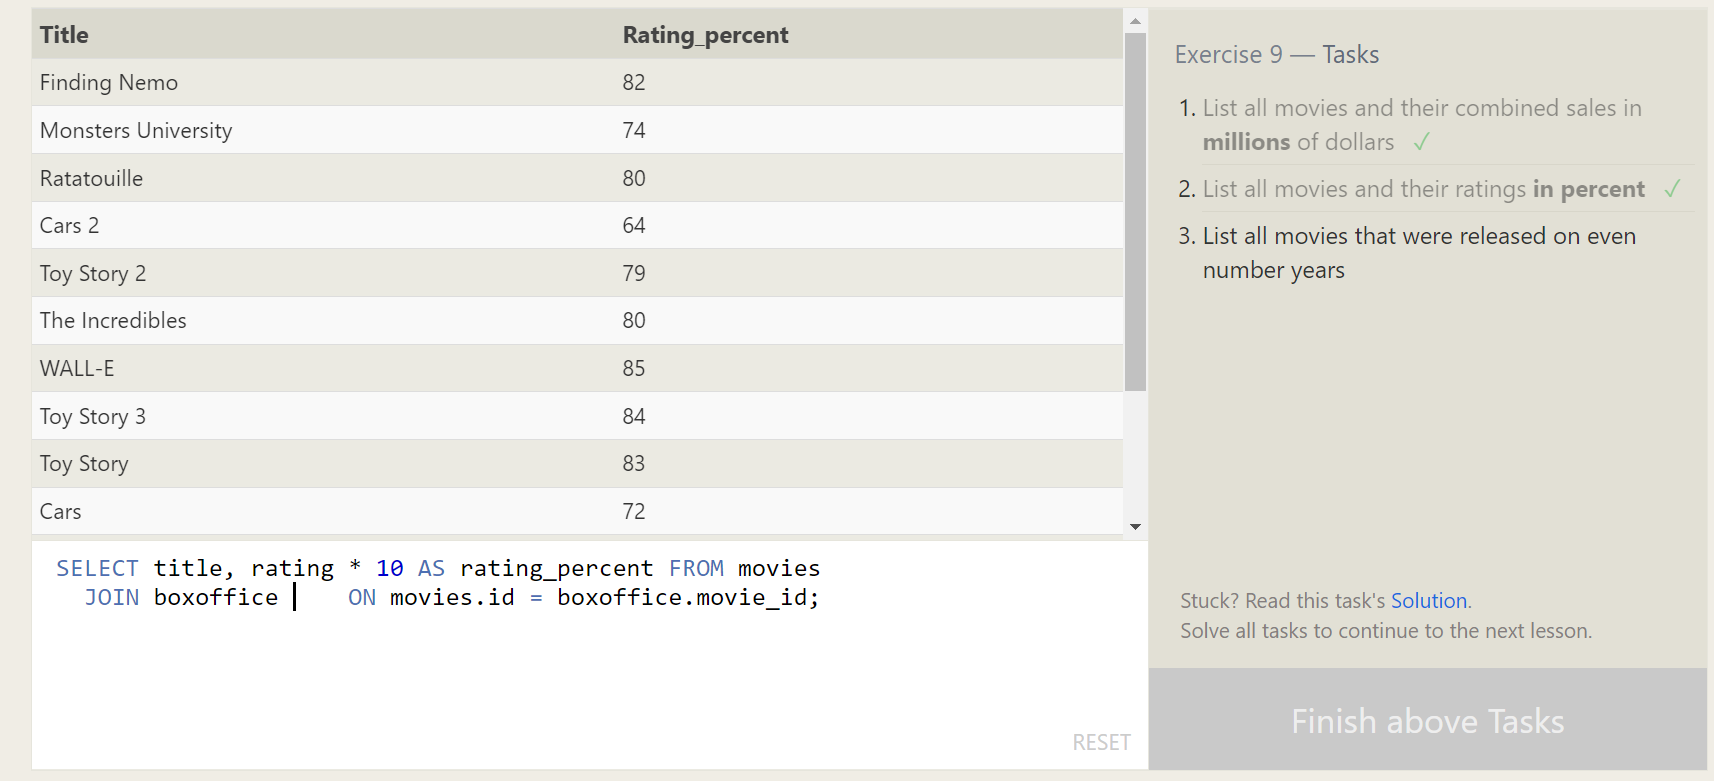 Title Rating_percent
Finding Nemo 82
Monsters University 74
Ratatouille 80
Cars 2 64
Toy Story 2 79
The Incredibles 80
WALL-E 85
Toy Story 3 84
Toy Story 83
Cars 72
SELECT title, rating * 10 AS rating_percent FROM movies
JOIN boxoffice ON movies.id = boxoffice.movie_id;
RESET
Exercise 9 — Tasks
1. List all movies and their combined sales in
millions of dollars ✓
2. List all movies and their ratings in percent ✓
3. List all movies that were released on even
number years
Stuck? Read this task's Solution.
Solve all tasks to continue to the next lesson.
Finish above Tasks